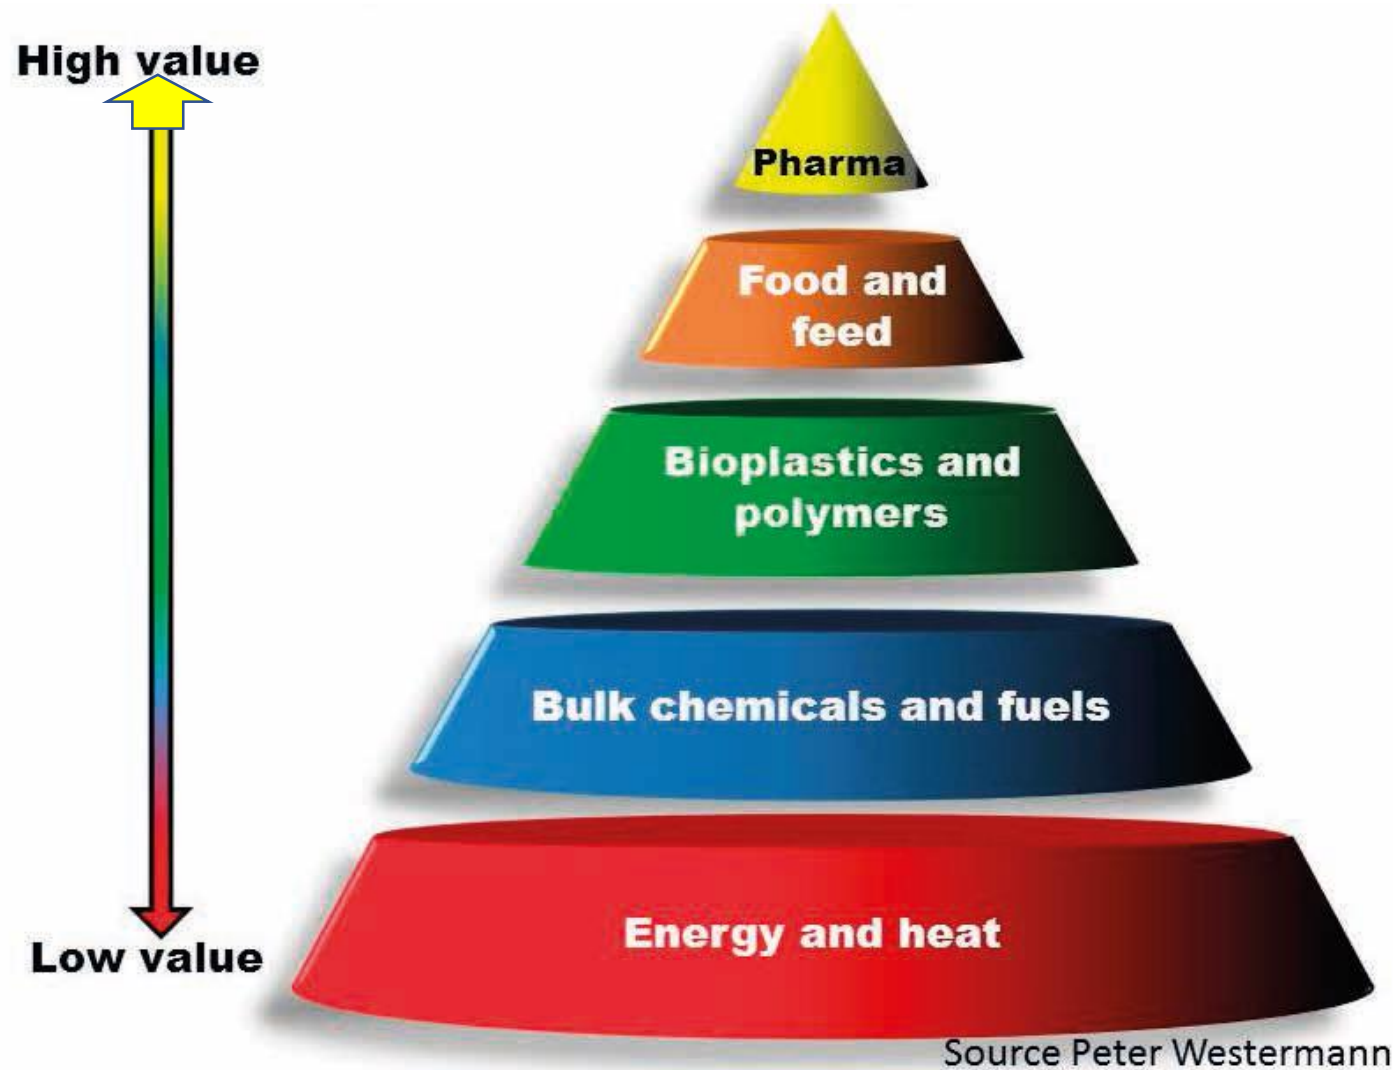 High value
Pharma
Food and
feed
Bioplastics and
polymers
Bulk chemicals and fuels
Energy and heat
Low value
Source Peter Westermann